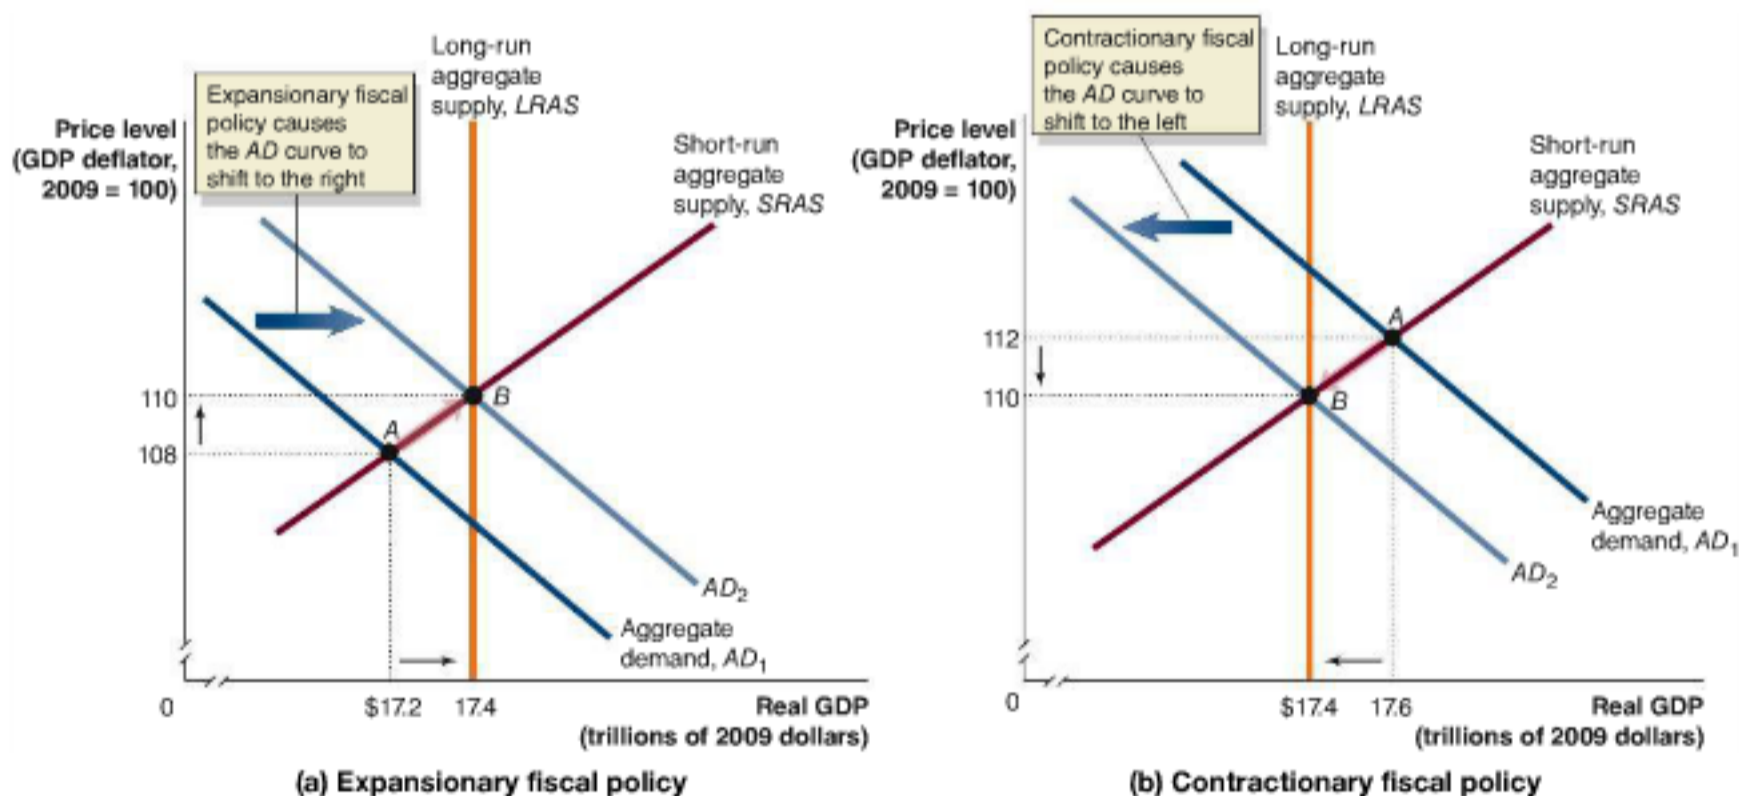 Long-run
aggregate
supply, LRAS
Expansionary fiscal
policy causes
the AD curve to
shift to the right
Price level
(GDP deflator,
2009 = 100)
Short-run
aggregate
supply, SRAS
110
B
A
108
AD2
Aggregate
demand, AD1
0
$17.2
17.4
Real GDP
(trillions of 2009 dollars)
(a) Expansionary fiscal policy
Contractionary fiscal
policy causes
the AD curve to
shift to the left
Long-run
aggregate
supply, LRAS
Price level
(GDP deflator,
2009 = 100)
Short-run
aggregate
supply, SRAS
A
112
110
B
Aggregate
demand, AD1
AD2
0
$17.4
17.6
Real GDP
(trillions of 2009 dollars)
(b) Contractionary fiscal policy